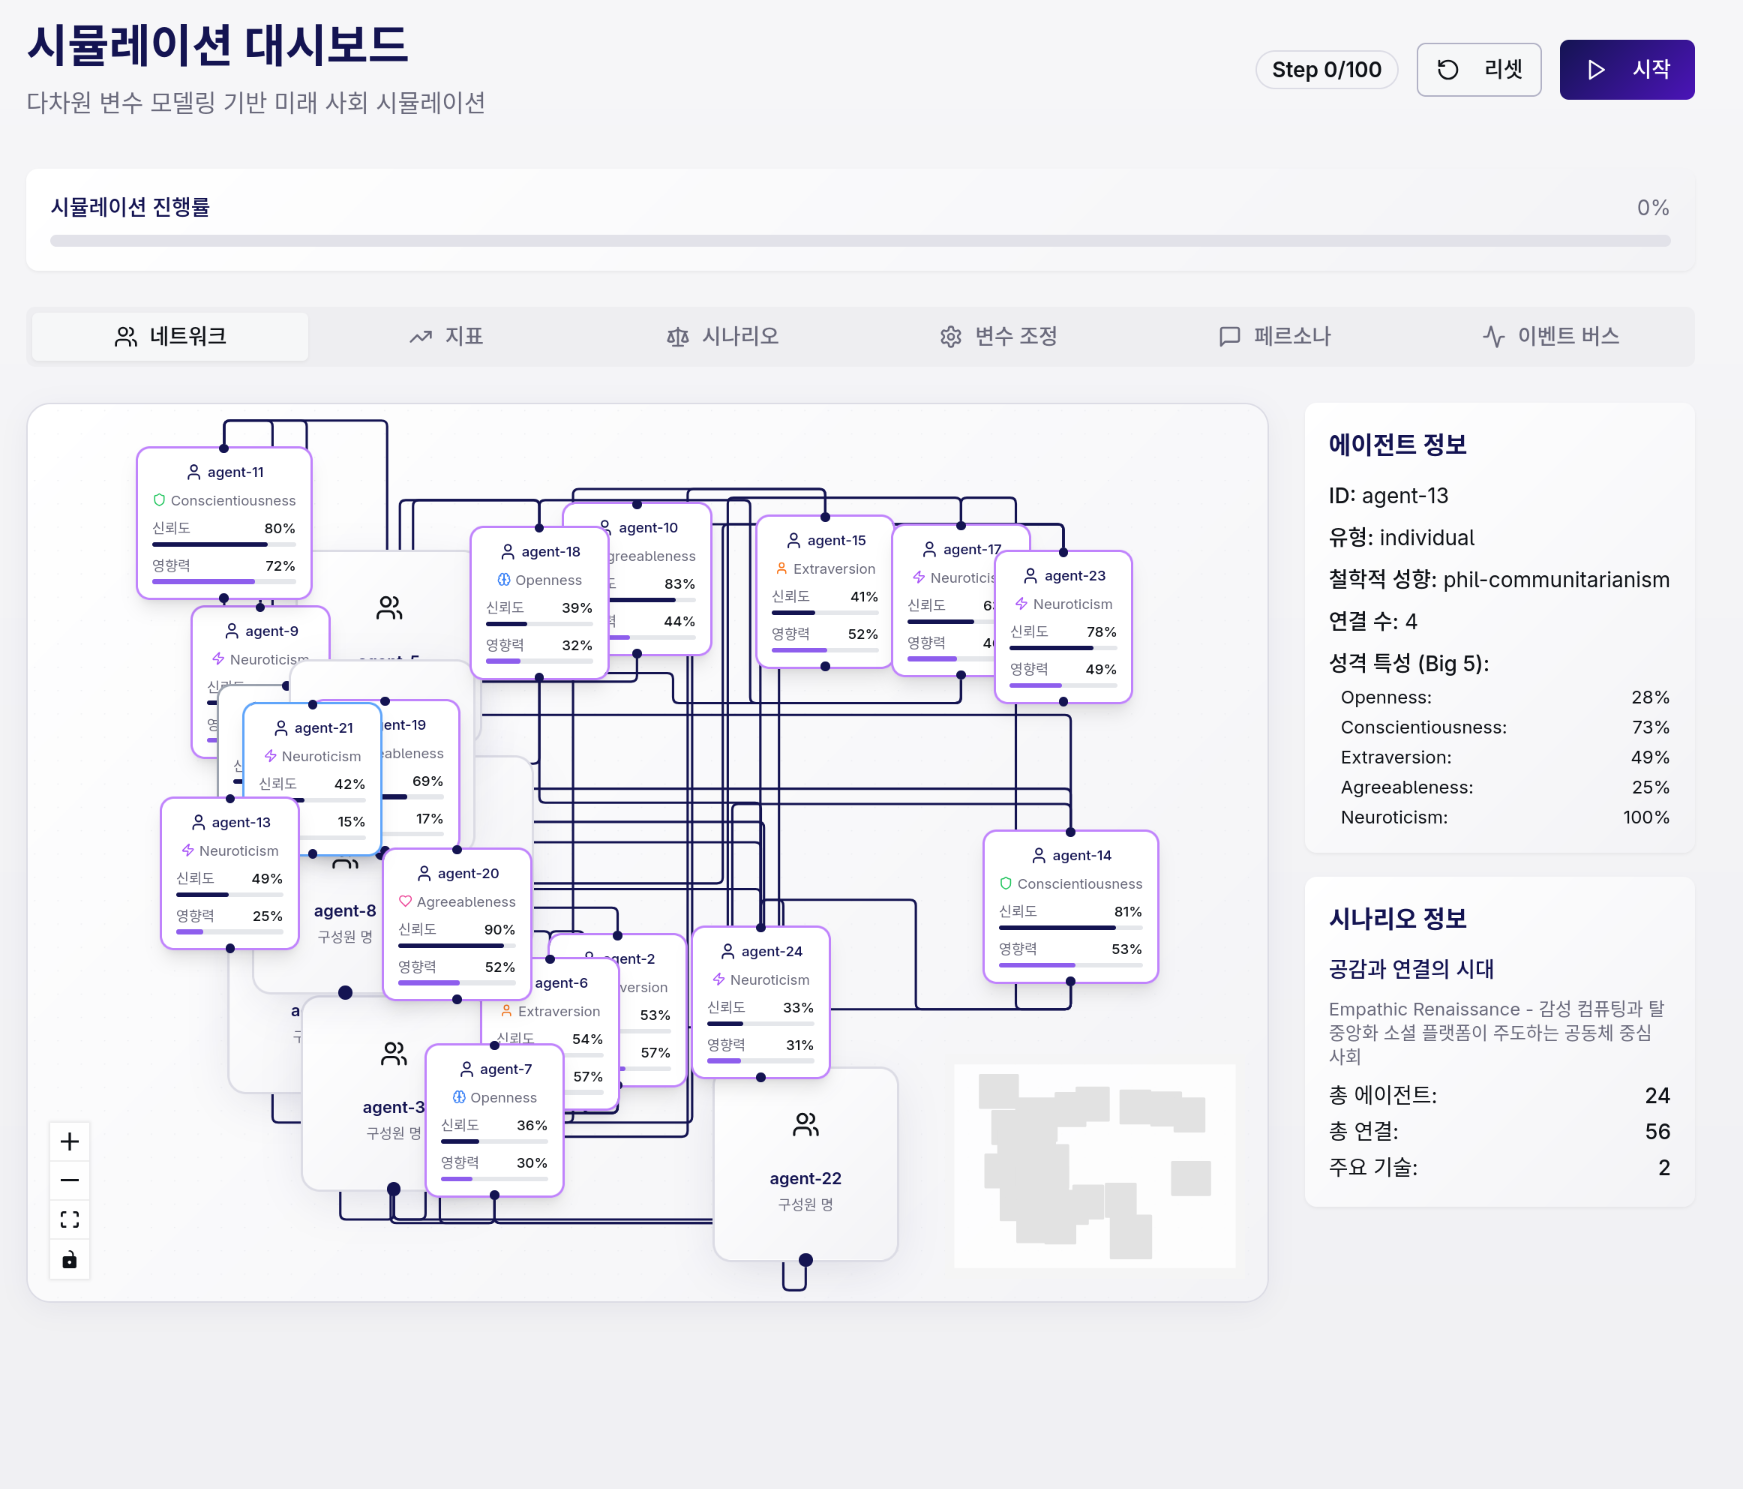 시뮬레이션 대시보드
다차원 변수 모델링 기반 미래 사회 시뮬레이션
Step 0/100
리셋
시작
시뮬레이션 진행률
0%
네트워크
지표
시나리오
변수 조정
페르소나
이벤트 버스
agent-11
Conscientiousness
신뢰도 80%
영향력 72%
agent-9
Neuroticism
agent-18
Openness
신뢰도 39%
영향력 32%
agent-10
greeableness
83%
44%
agent-15
Extraversion
신뢰도 41%
영향력 52%
agent-17
Neuroticis
신뢰도
영향력
agent-23
Neuroticism
신뢰도 78%
영향력 49%
agent-21
Neuroticism
신뢰도 42%
15%
ent-19
eableness
69%
17%
agent-13
Neuroticism
신뢰도 49%
영향력 25%
agent-8
구성원 명
agent-20
Agreeableness
신뢰도 90%
영향력 52%
agent-14
Conscientiousness
신뢰도 81%
영향력 53%
gent-2
version
53%
57%
agent-6
Extraversion
신뢰도 54%
57%
agent-24
Neuroticism
신뢰도 33%
영향력 31%
agent-3
구성원 명
agent-7
Openness
신뢰도 36%
영향력 30%
agent-22
구성원 명
에이전트 정보
ID: agent-13
유형: individual
철학적 성향: phil-communitarianism
연결 수: 4
성격 특성 (Big 5):
Openness: 28%
Conscientiousness: 73%
Extraversion: 49%
Agreeableness: 25%
Neuroticism: 100%
시나리오 정보
공감과 연결의 시대
Empathic Renaissance - 감성 컴퓨팅과 탈
중앙화 소셜 플랫폼이 주도하는 공동체 중심
사회
총 에이전트: 24
총 연결: 56
주요 기술: 2